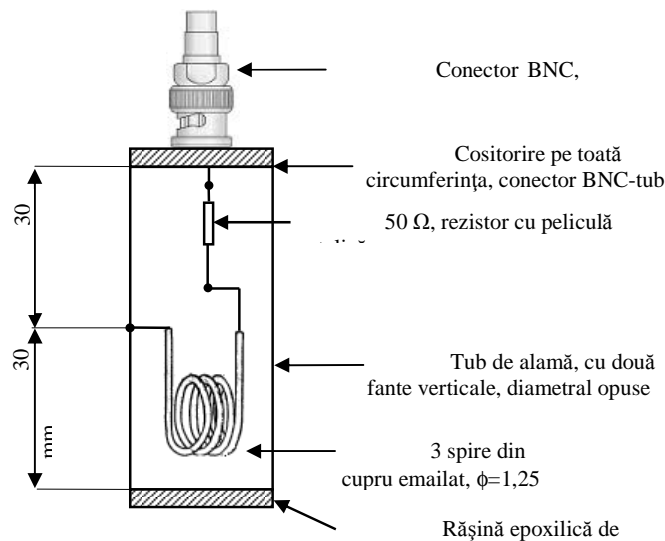 Conector BNC,
Cositorire pe toată
circumferinţa, conector BNC-tub
50 Ω, rezistor cu peliculă
30
30
mm
Tub de alamă, cu două
fante verticale, diametral opuse
3 spire din
cupru emailat, ϕ=1,25
Răşină epoxilică de